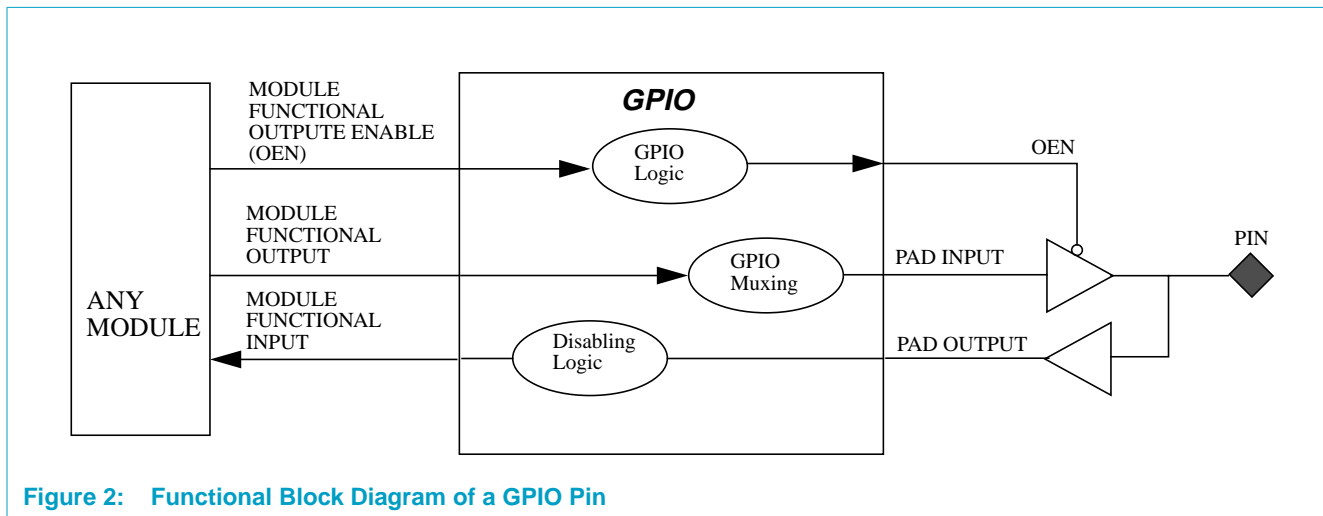 MODULE
FUNCTIONAL
OUTPUTE ENABLE
(OEN)
GPIO
GPIO
Logic
OEN
MODULE
FUNCTIONAL
OUTPUT
GPIO
Muxing
PAD INPUT
PIN
ANY
MODULE
MODULE
FUNCTIONAL
INPUT
Disabling
Logic
PAD OUTPUT
Figure 2: Functional Block Diagram of a GPIO Pin